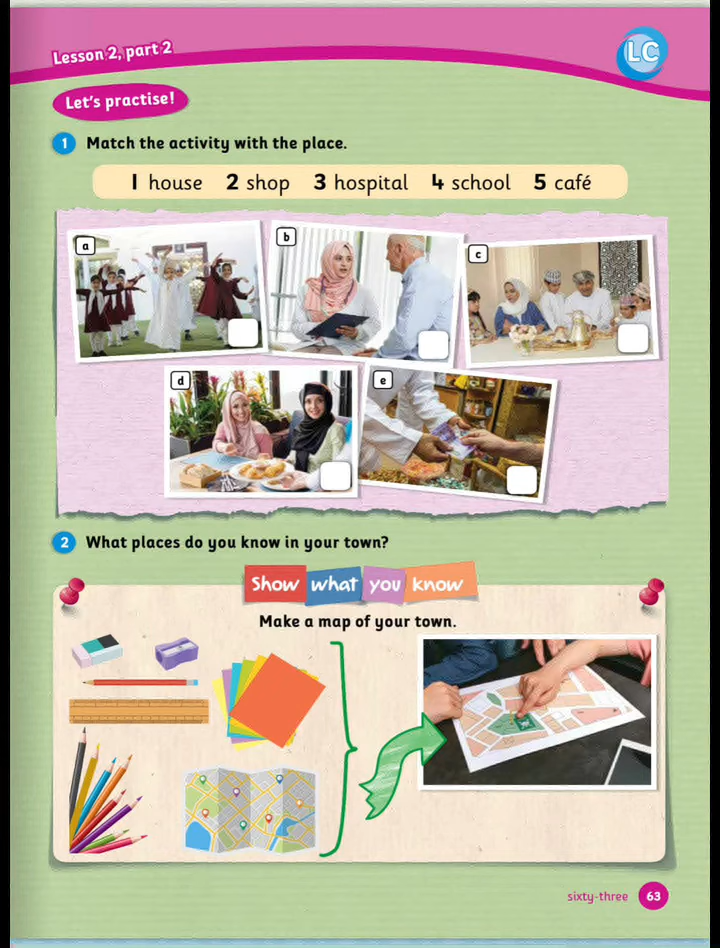 Lesson 2, part 2
LC
Let's practise!
1 Match the activity with the place.
1 house 2 shop 3 hospital 4 school 5 café
a
b
c
d
e
2 What places do you know in your town?
Show what you know
Make a map of your town.
sixty-three 63